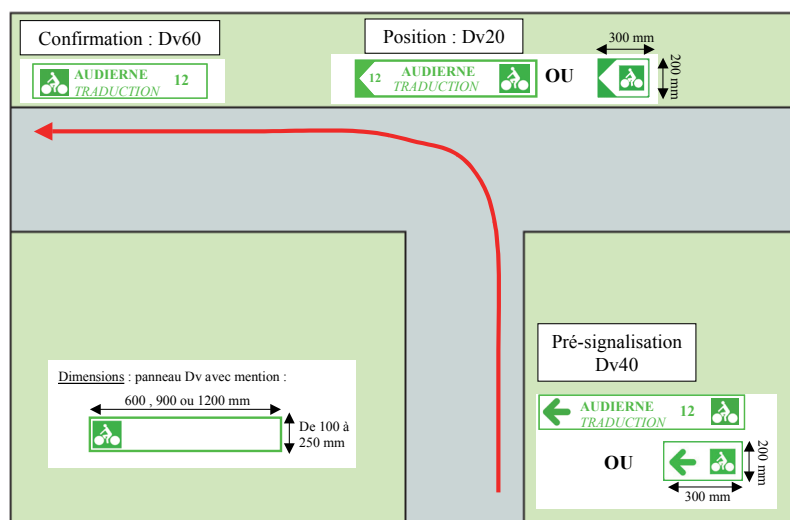 Confirmation : Dv60
AUDIERNE 12
TRADUCTION
Position : Dv20
12 AUDIERNE
TRADUCTION
OU
300 mm
200 mm
Dimensions : panneau Dv avec mention :
600 , 900 ou 1200 mm
De 100 à
250 mm
Pré-signalisation
Dv40
AUDIERNE 12
TRADUCTION
OU
200 mm
300 mm